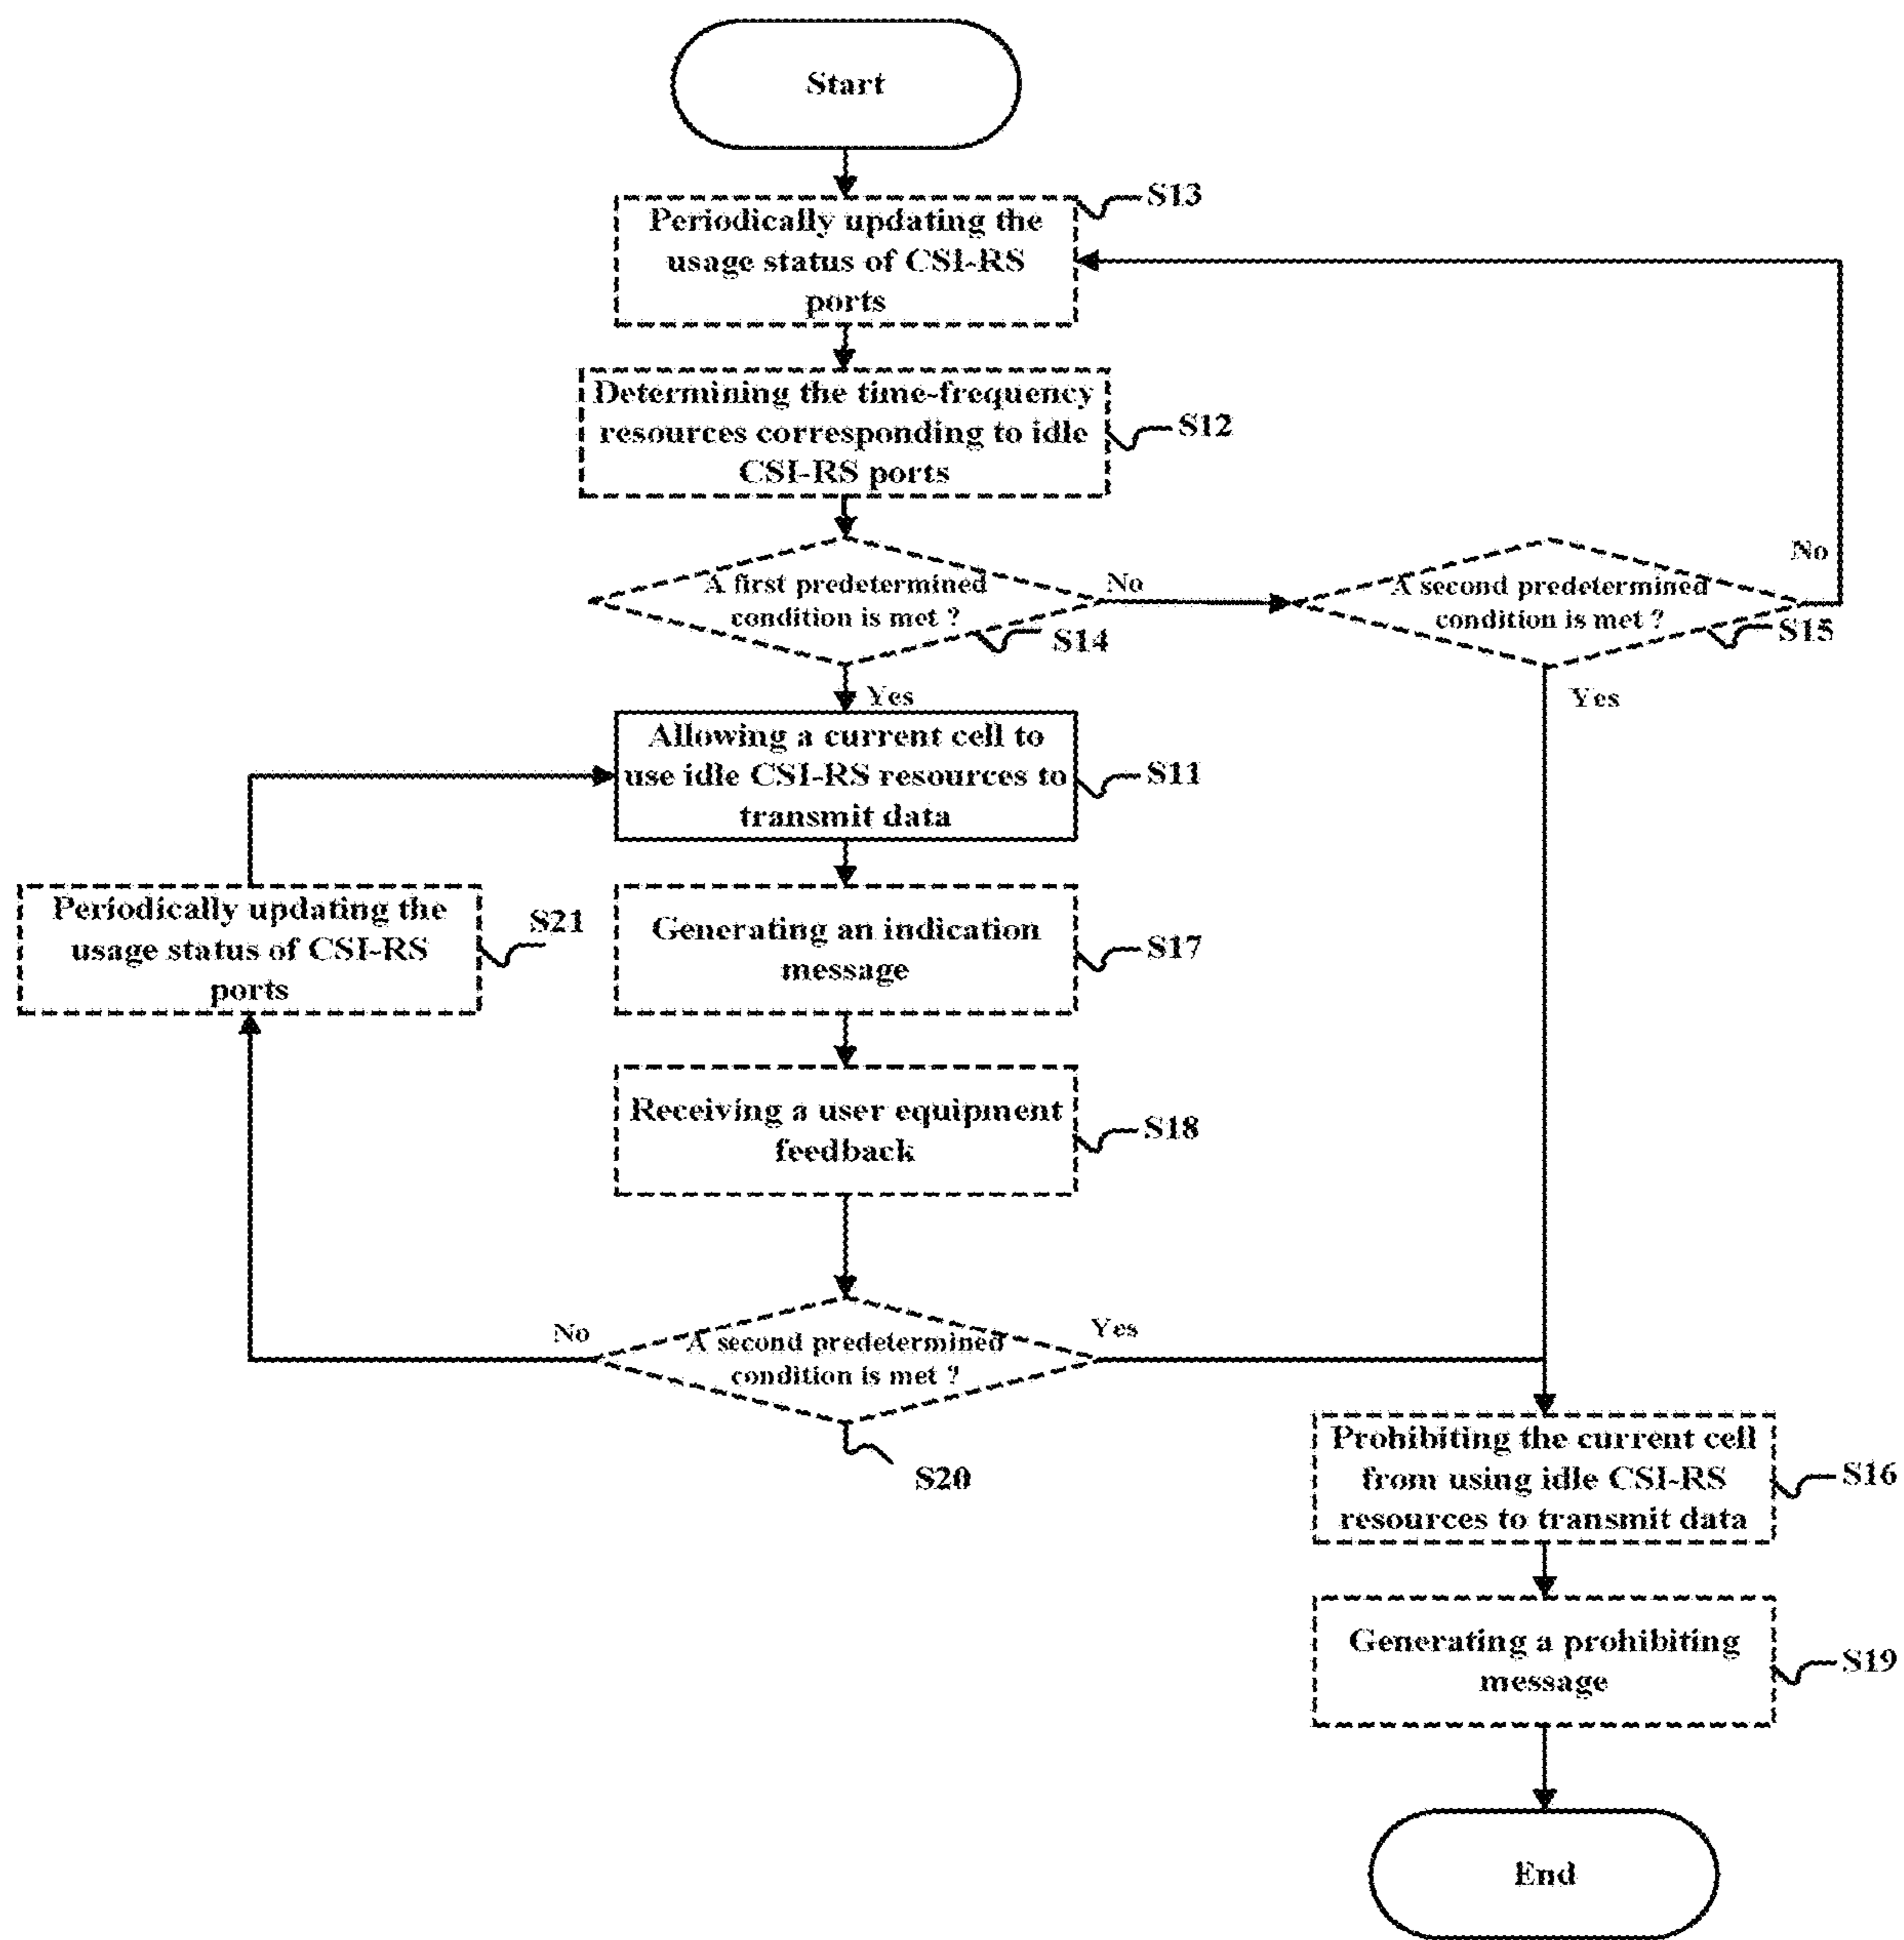 Start
S13
Periodically updating the
usage status of CSI-RS
ports
Determining the time-frequency
resources corresponding to idle
CSI-RS ports
S12
A first predetermined
condition is met ?
No
S14
A second predetermined
condition is met ?
No
S15
Yes
Yes
Allowing a current cell to
use idle CSI-RS resources to
transmit data
S11
Periodically updating the
usage status of CSI-RS
ports
S21
Generating an indication
message
S17
Receiving a user equipment
feedback
S18
No
A second predetermined
condition is met ?
Yes
S20
Prohibiting the current cell
from using idle CSI-RS
resources to transmit data
S16
Generating a prohibiting
message
S19
End